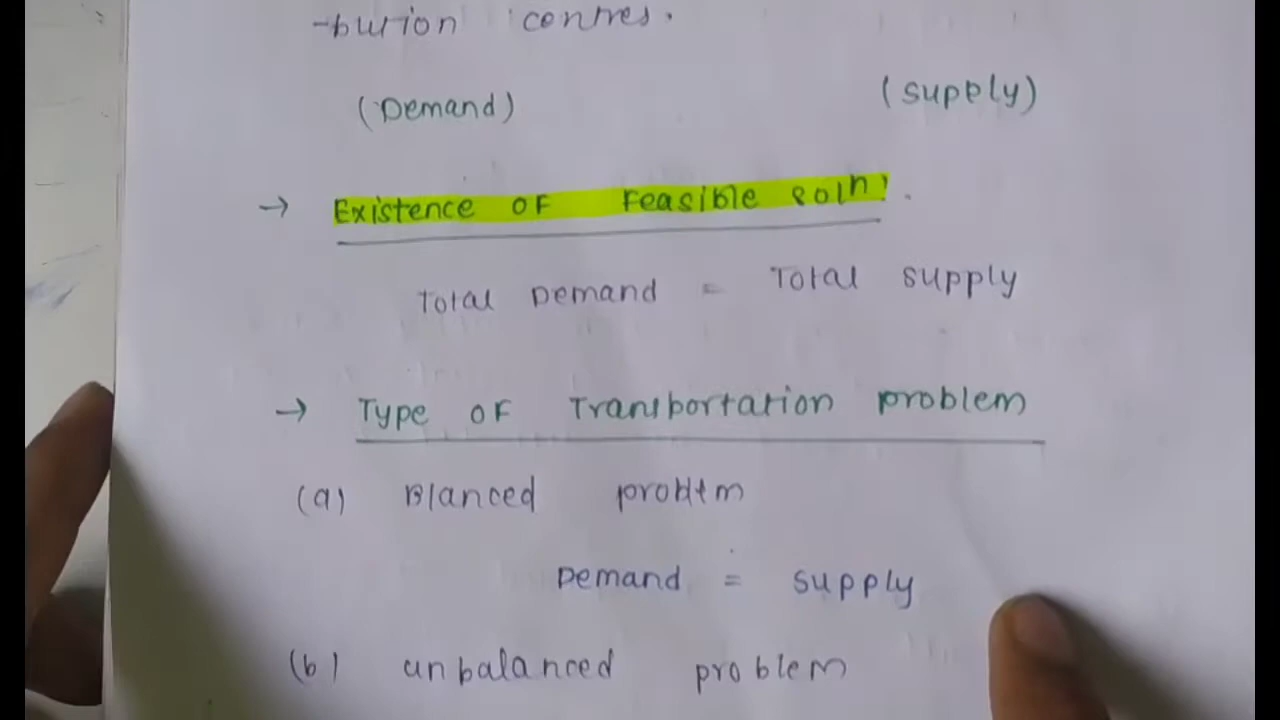 -bution centres.
(Demand) (supply)
→ Existence of Feasible soln:.
Total Demand = Total supply
→ Type of Transportation problem
(a) Blanced problem
Demand = supply
(b) unbalanced problem